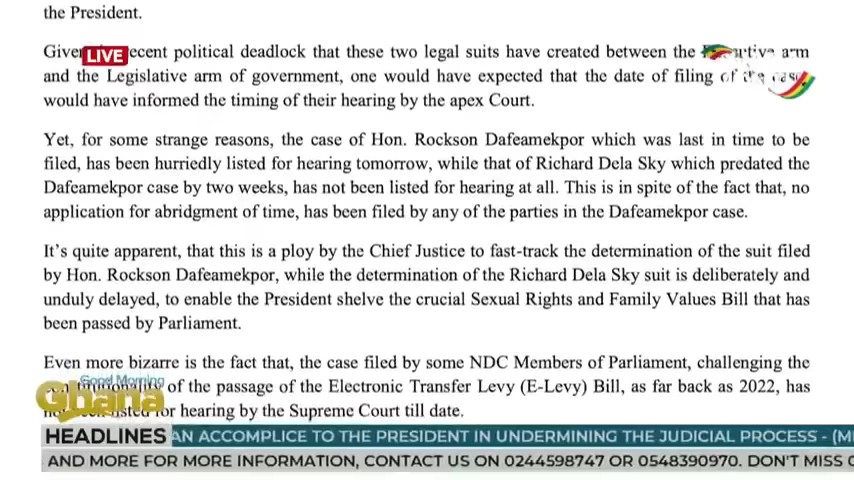 the President.
Given recent political deadlock that these two legal suits have created between the arm
and the Legislative arm of government, one would have expected that the date of filing of the case
would have informed the timing of their hearing by the apex Court.
Yet, for some strange reasons, the case of Hon. Rockson Dafeamekpor which was last in time to be
filed, has been hurriedly listed for hearing tomorrow, while that of Richard Dela Sky which predated the
Dafeamekpor case by two weeks, has not been listed for hearing at all. This is in spite of the fact that, no
application for abridgment of time, has been filed by any of the parties in the Dafeamekpor case.
It's quite apparent, that this is a ploy by the Chief Justice to fast-track the determination of the suit filed
by Hon. Rockson Dafeamekpor, while the determination of the Richard Dela Sky suit is deliberately and
unduly delayed, to enable the President shelve the crucial Sexual Rights and Family Values Bill that has
been passed by Parliament.
Even more bizarre is the fact that, the case filed by some NDC Members of Parliament, challenging the
of the passage of the Electronic Transfer Levy (E-Levy) Bill, as far back as 2022, has
listed for hearing by the Supreme Court till date.
LIVE
Good Morning
Ghana
HEADLINES
AN ACCOMPLICE TO THE PRESIDENT IN UNDERMINING THE JUDICIAL PROCESS - (M
AND MORE FOR MORE INFORMATION, CONTACT US ON 0244598747 OR 0548390970. DON'T MISS